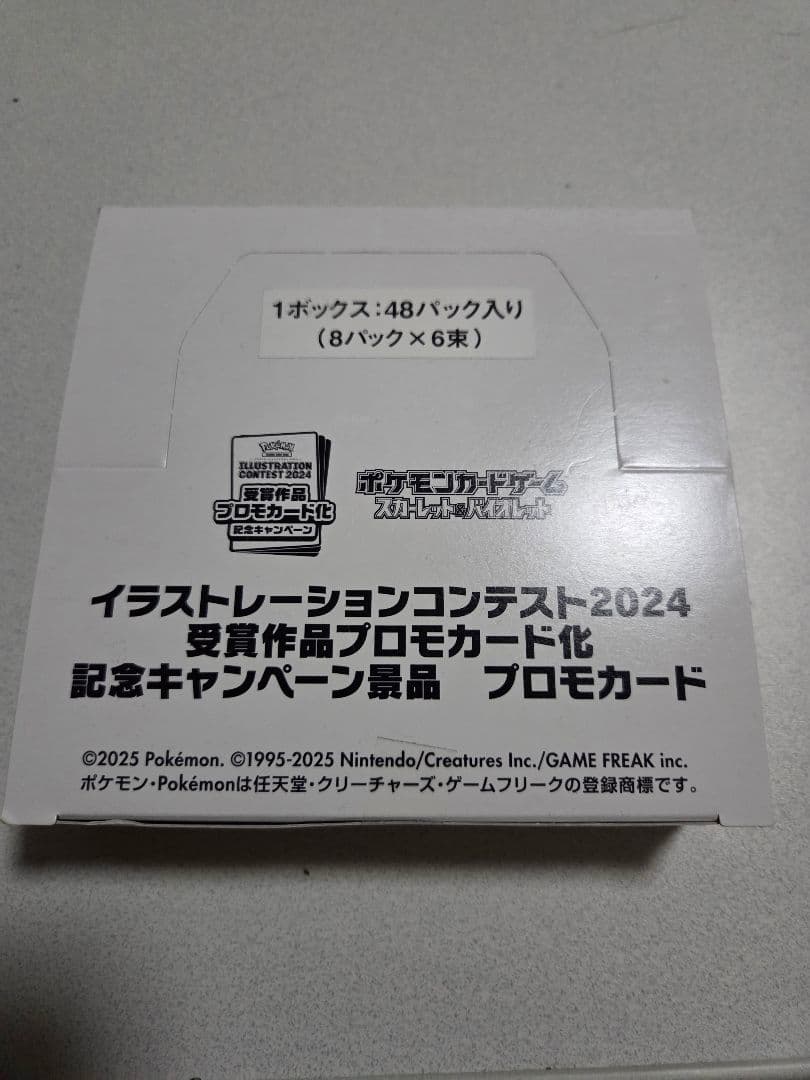 1ボックス:48パック入り
(8パック×6束)
Pokémon
ILLUSTRATION
CONTEST 2024
受賞作品
プロモカード化
記念キャンペーン
ポケモンカードゲーム
スカーレット&バイオレット
イラストレーションコンテスト2024
受賞作品プロモカード化
記念キャンペーン景品 プロモカード
©2025 Pokémon. ©1995-2025 Nintendo/Creatures Inc./GAME FREAK inc.
ポケモン・Pokémonは任天堂・クリーチャーズ・ゲームフリークの登録商標です。